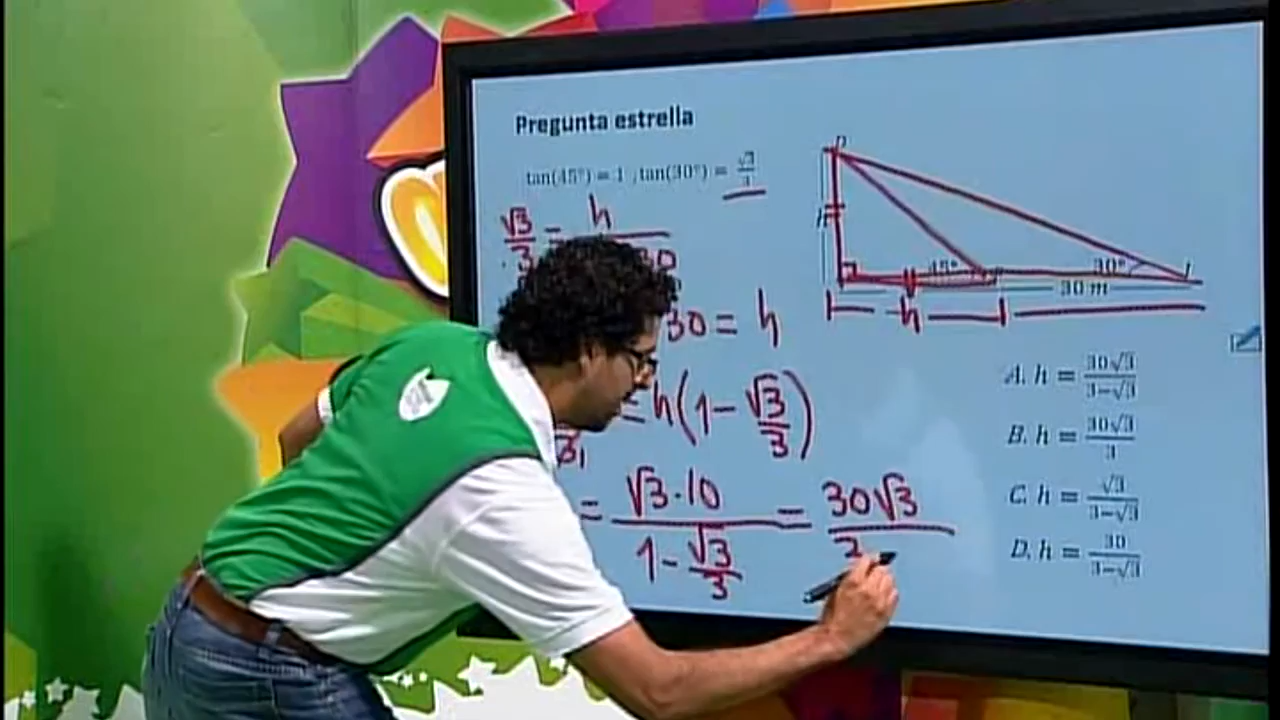 Pregunta estrella
tan(45°) = 1 , tan(30°) = √3/3
√3/3 = h
30 = h
= h(1 - √3/3)
= √3·10 / (1 - √3/3) = 30√3
h
45°
30°
30 m
h
A. h = 30√3/(3-√3)
B. h = 30√3/3
C. h = √3/(3-√3)
D. h = 30/(3-√3)